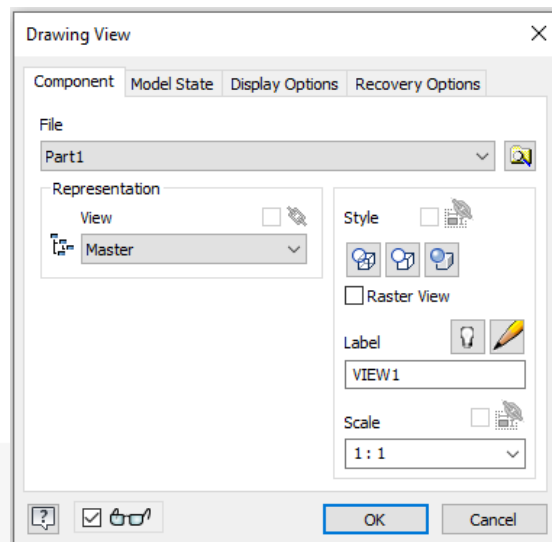 Drawing View
Component Model State Display Options Recovery Options
File
Part1
Representation
View
Master
Style
Raster View
Label
VIEW1
Scale
1 : 1
?
OK
Cancel